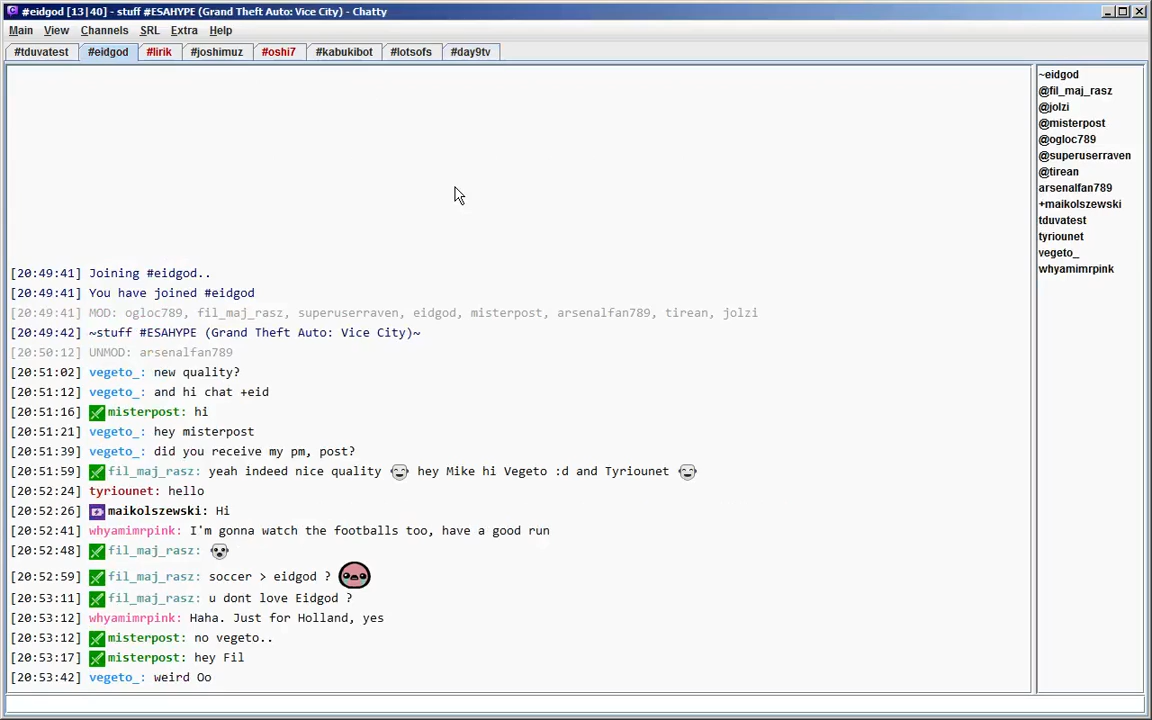 #eidgod [13|40] - stuff #ESAHYPE (Grand Theft Auto: Vice City) - Chatty
Main View Channels SRL Extra Help
#tduvatest #eidgod #lirik #joshimuz #oshi7 #kabukibot #lotsofs #day9tv
[20:49:41] Joining #eidgod..
[20:49:41] You have joined #eidgod
[20:49:41] MOD: ogloc789, fil_maj_rasz, superuserraven, eidgod, misterpost, arsenalfan789, tirean, jolzi
[20:49:42] ~stuff #ESAHYPE (Grand Theft Auto: Vice City)~
[20:50:12] UNMOD: arsenalfan789
[20:51:02] vegeto_: new quality?
[20:51:12] vegeto_: and hi chat +eid
[20:51:16] misterpost: hi
[20:51:21] vegeto_: hey misterpost
[20:51:39] vegeto_: did you receive my pm, post?
[20:51:59] fil_maj_rasz: yeah indeed nice quality hey Mike hi Vegeto :d and Tyriounet
[20:52:24] tyriounet: hello
[20:52:26] maikolszewski: Hi
[20:52:41] whyamimrpink: I'm gonna watch the footballs too, have a good run
[20:52:48] fil_maj_rasz:
[20:52:59] fil_maj_rasz: soccer > eidgod ?
[20:53:11] fil_maj_rasz: u dont love Eidgod ?
[20:53:12] whyamimrpink: Haha. Just for Holland, yes
[20:53:12] misterpost: no vegeto..
[20:53:17] misterpost: hey Fil
[20:53:42] vegeto_: weird Oo
~eidgod
@fil_maj_rasz
@jolzi
@misterpost
@ogloc789
@superuserraven
@tirean
arsenalfan789
+maikolszewski
tduvatest
tyriounet
vegeto_
whyamimrpink